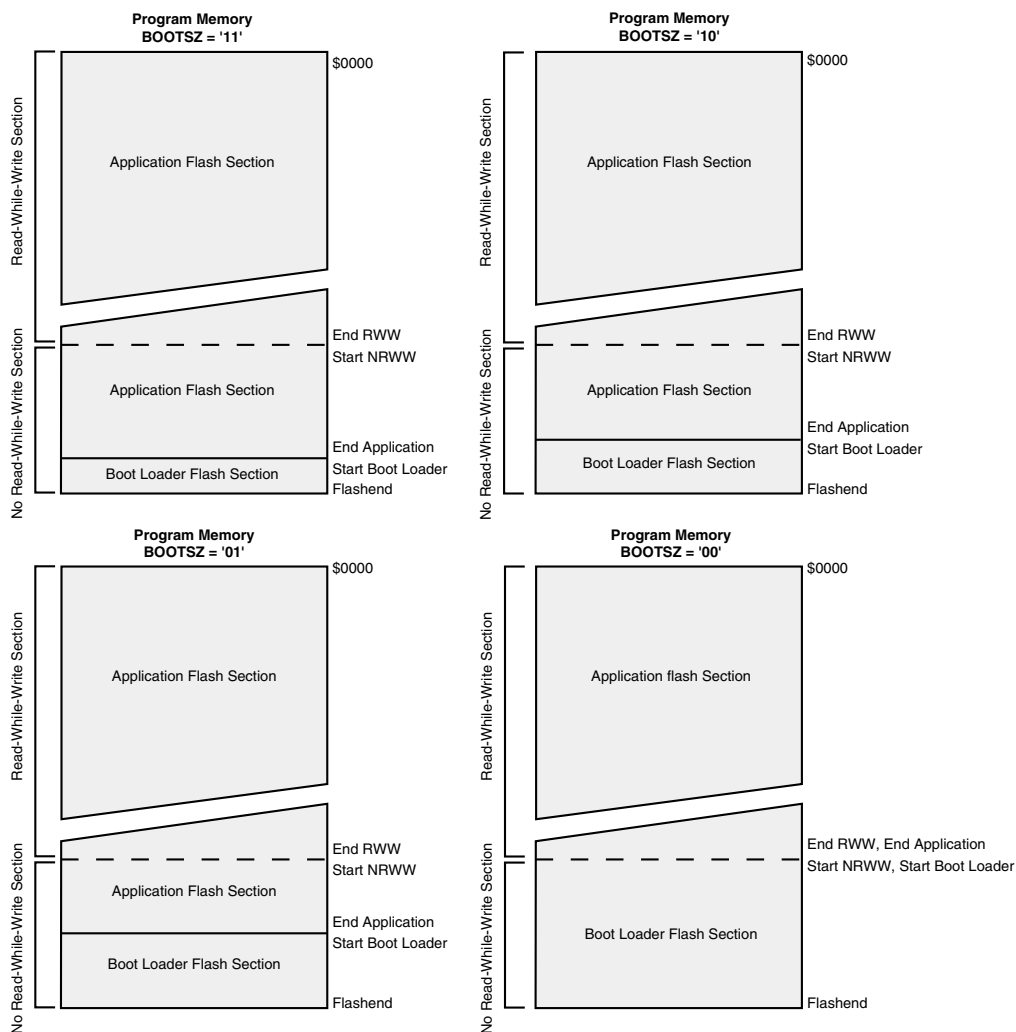 Program Memory
BOOTSZ = '11'
$0000
Read-While-Write Section
Application Flash Section
End RWW
Start NRWW
No Read-While-Write Section
Application Flash Section
End Application
Start Boot Loader
Boot Loader Flash Section
Flashend
Program Memory
BOOTSZ = '10'
$0000
Read-While-Write Section
Application Flash Section
End RWW
Start NRWW
No Read-While-Write Section
Application Flash Section
End Application
Start Boot Loader
Boot Loader Flash Section
Flashend
Program Memory
BOOTSZ = '01'
$0000
Read-While-Write Section
Application Flash Section
End RWW
Start NRWW
No Read-While-Write Section
Application Flash Section
End Application
Start Boot Loader
Boot Loader Flash Section
Flashend
Program Memory
BOOTSZ = '00'
$0000
Read-While-Write Section
Application flash Section
End RWW, End Application
Start NRWW, Start Boot Loader
No Read-While-Write Section
Boot Loader Flash Section
Flashend